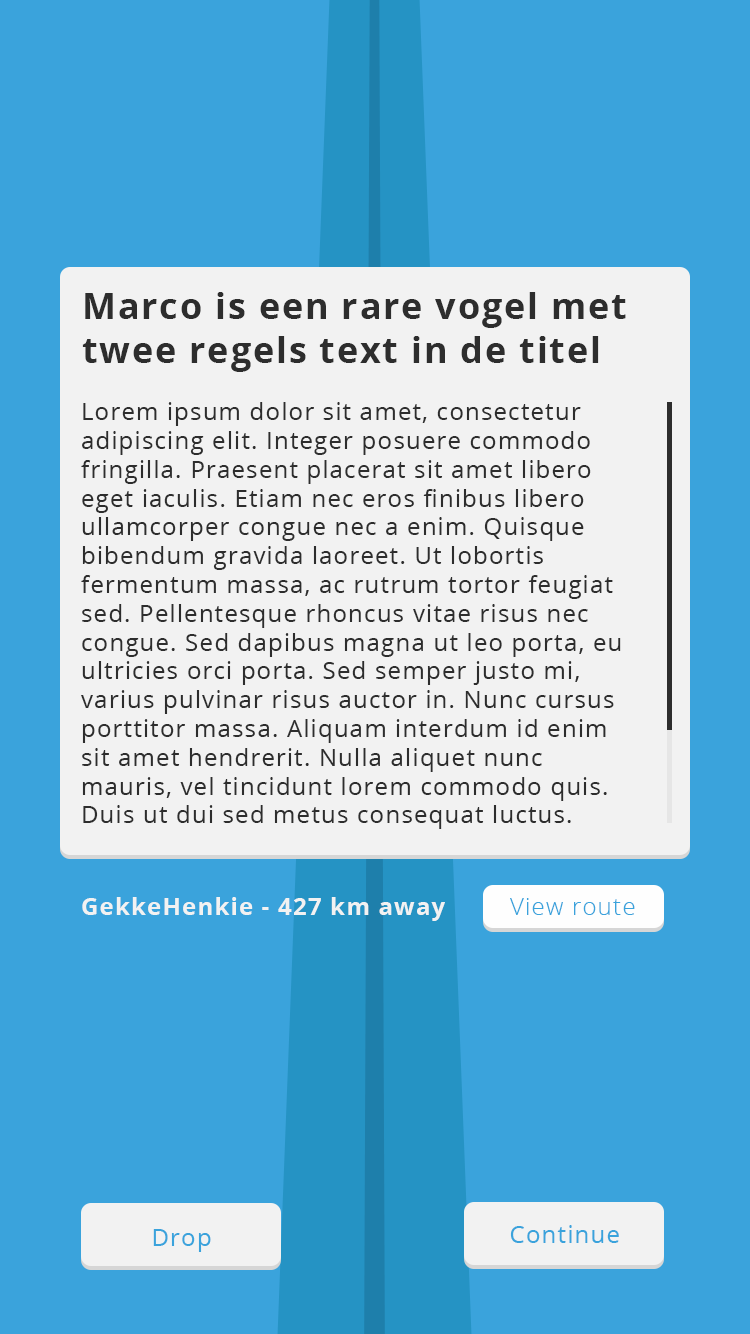 Marco is een rare vogel met
twee regels text in de titel
Lorem ipsum dolor sit amet, consectetur
adipiscing elit. Integer posuere commodo
fringilla. Praesent placerat sit amet libero
eget iaculis. Etiam nec eros finibus libero
ullamcorper congue nec a enim. Quisque
bibendum gravida laoreet. Ut lobortis
fermentum massa, ac rutrum tortor feugiat
sed. Pellentesque rhoncus vitae risus nec
congue. Sed dapibus magna ut leo porta, eu
ultricies orci porta. Sed semper justo mi,
varius pulvinar risus auctor in. Nunc cursus
porttitor massa. Aliquam interdum id enim
sit amet hendrerit. Nulla aliquet nunc
mauris, vel tincidunt lorem commodo quis.
Duis ut dui sed metus consequat luctus.
GekkeHenkie - 427 km away
View route
Drop
Continue